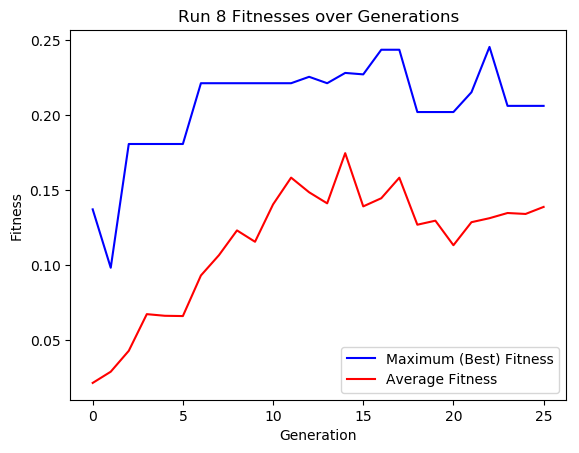 Run 8 Fitnesses over Generations
0.25
0.20
0.15
0.10
0.05
Fitness
0 5 10 15 20 25
Generation
Maximum (Best) Fitness
Average Fitness